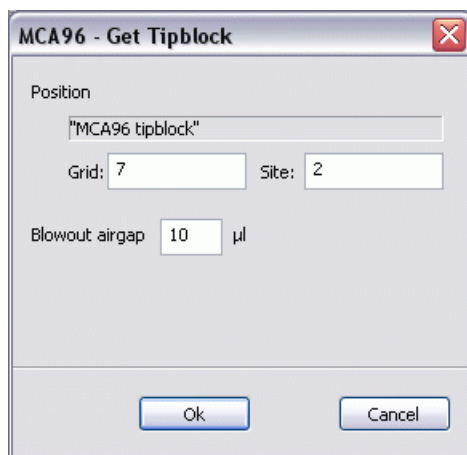 MCA96 - Get Tipblock
Position
"MCA96 tipblock"
Grid: 7 Site: 2
Blowout airgap 10 µl
Ok Cancel